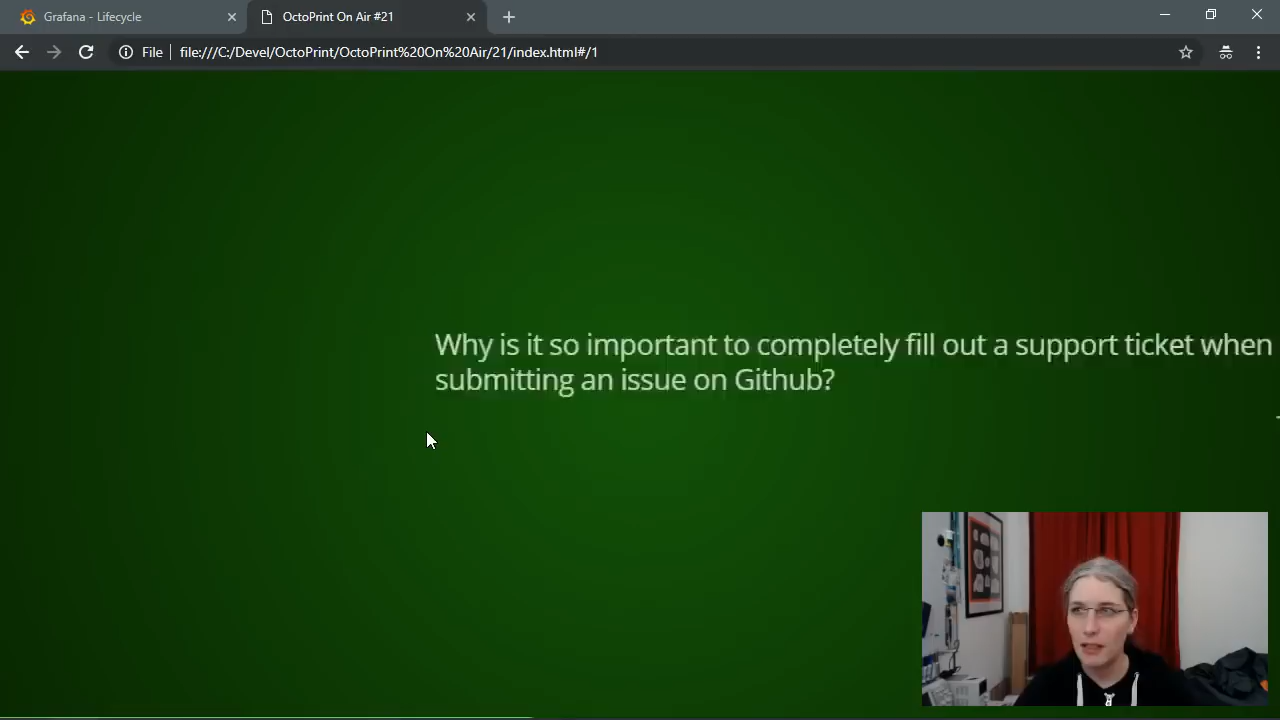 Grafana - Lifecycle
OctoPrint On Air #21
File
file:///C:/Devel/OctoPrint/OctoPrint%20On%20Air/21/index.html#/1
Why is it so important to completely fill out a support ticket when
submitting an issue on Github?